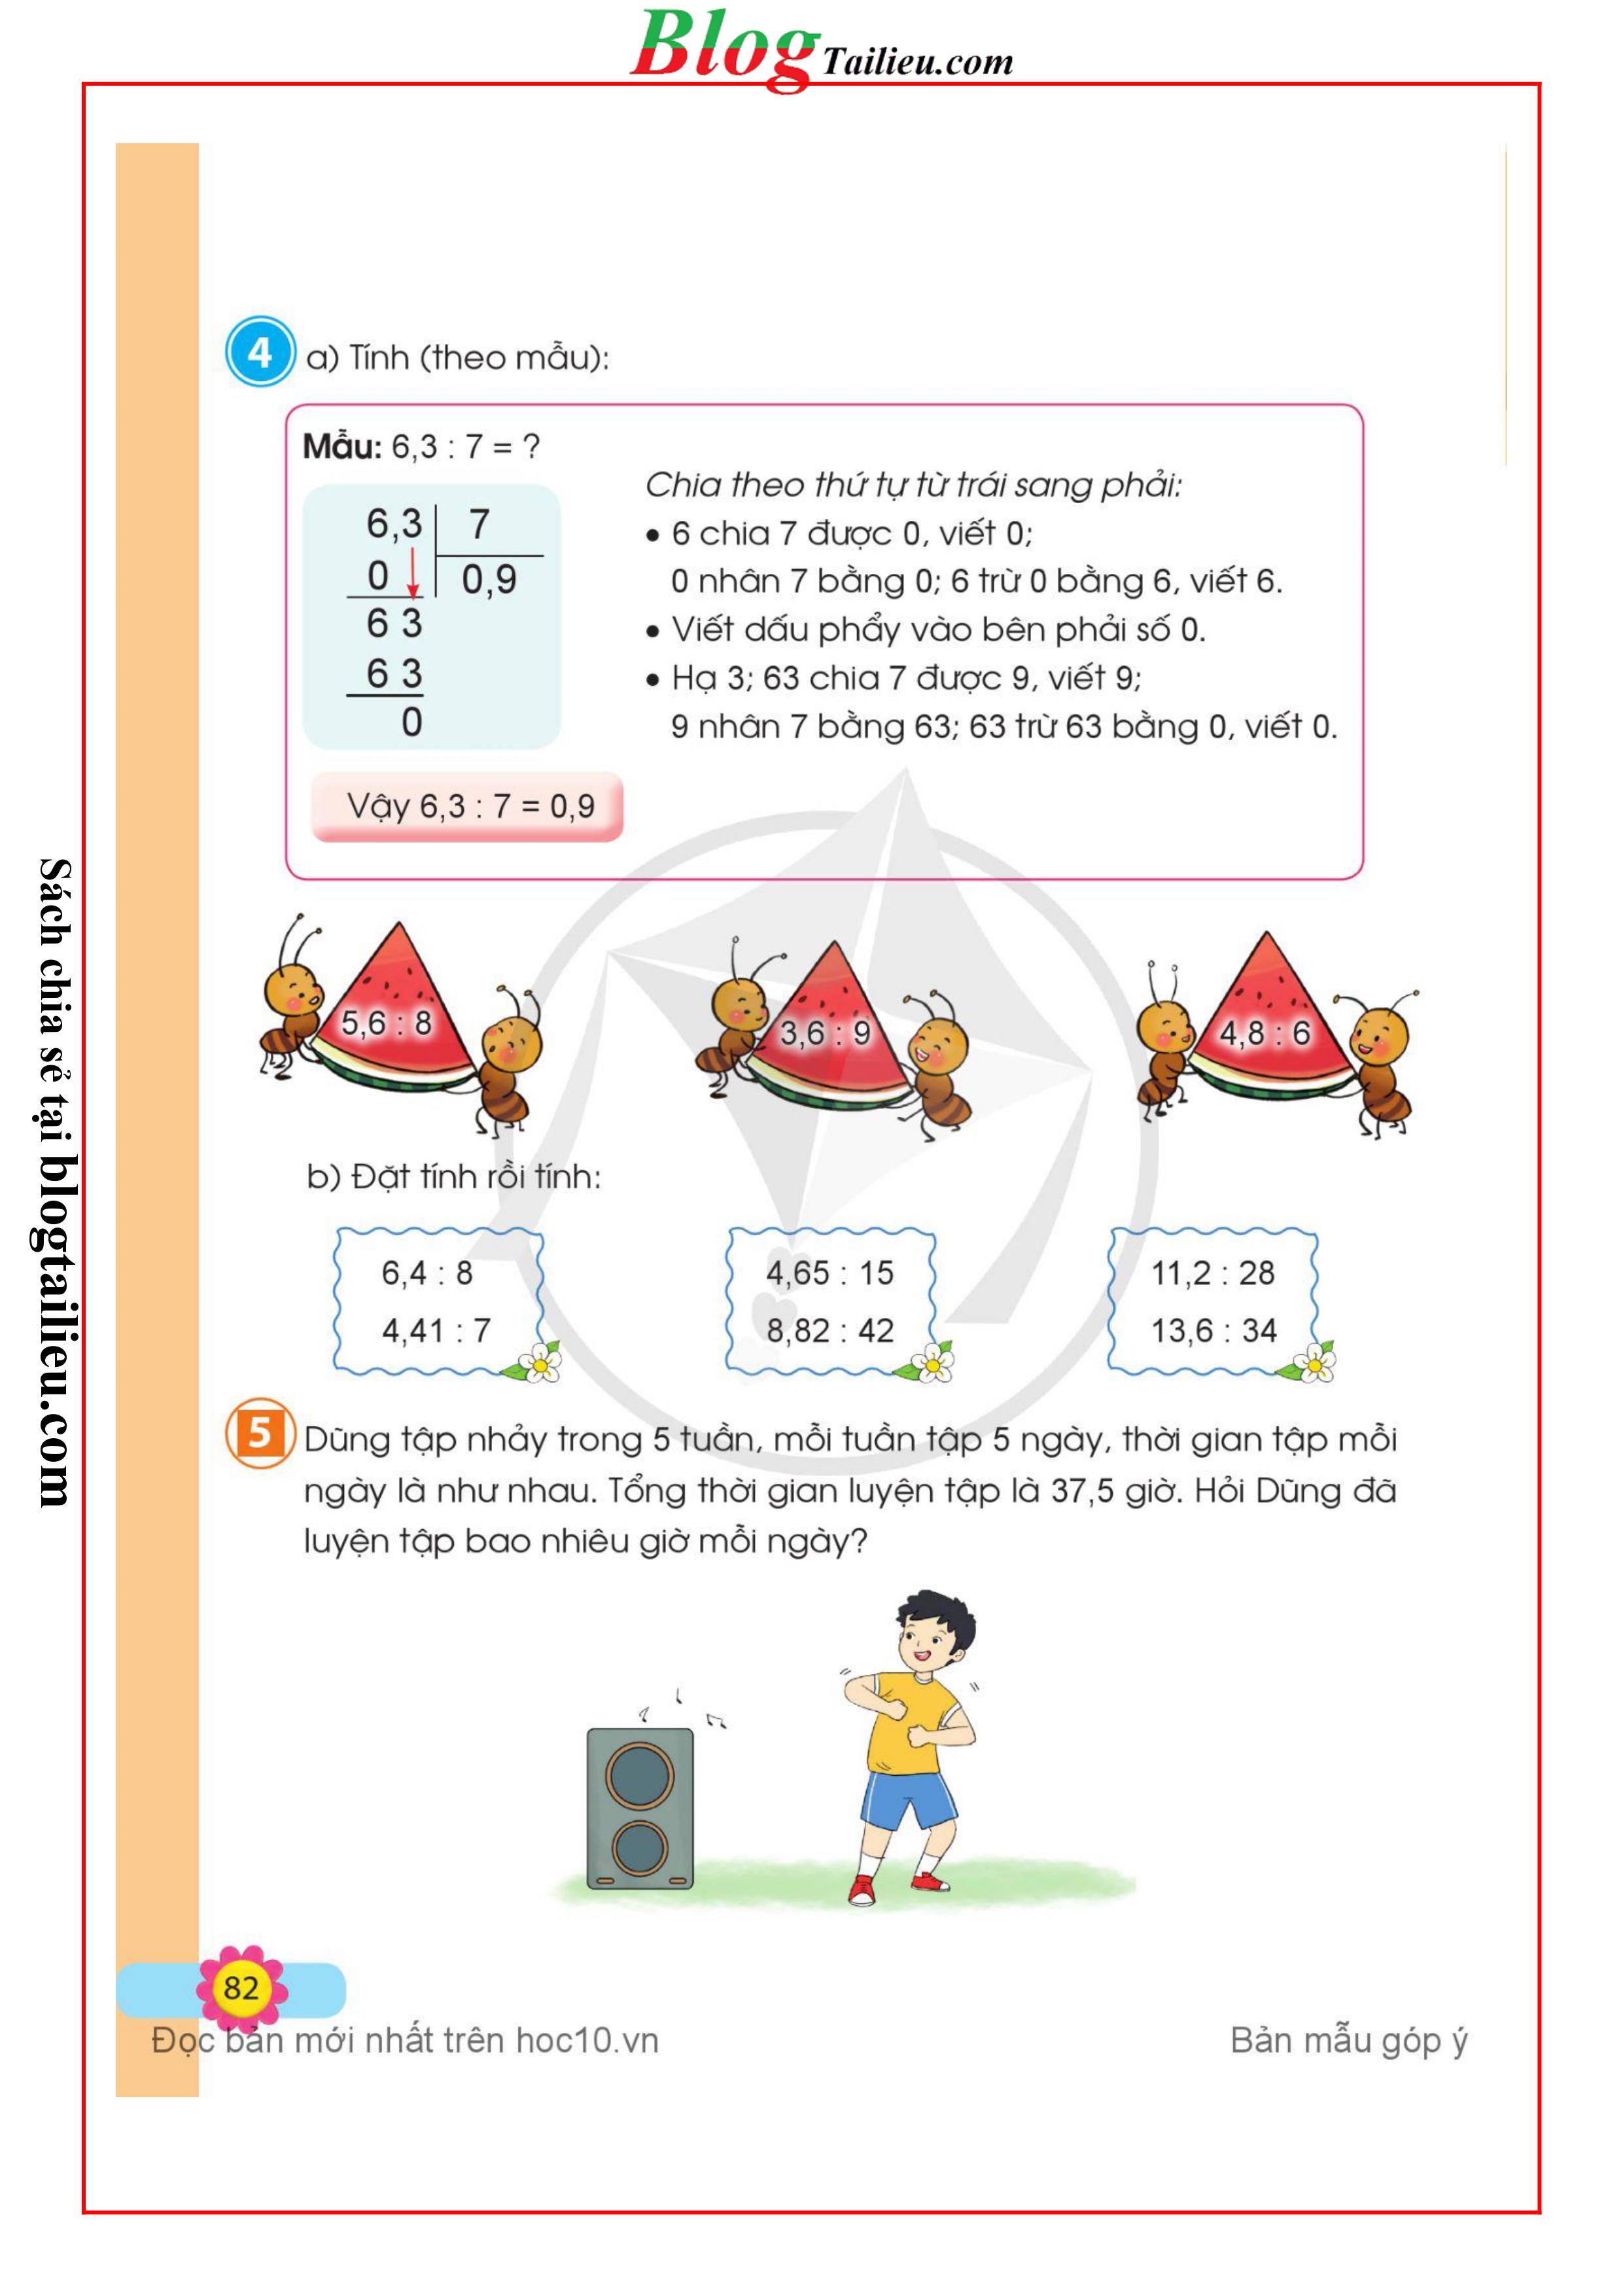 Blog Tailieu.com
4 a) Tính (theo mẫu):
Mẫu: 6,3 : 7 = ?
6,3 7
0 0,9
6 3
6 3
0
Chia theo thứ tự từ trái sang phải:
• 6 chia 7 được 0, viết 0;
0 nhân 7 bằng 0; 6 trừ 0 bằng 6, viết 6.
• Viết dấu phẩy vào bên phải số 0.
• Hạ 3; 63 chia 7 được 9, viết 9;
9 nhân 7 bằng 63; 63 trừ 63 bằng 0, viết 0.
Vậy 6,3 : 7 = 0,9
5,6 : 8
3,6 : 9
4,8 : 6
b) Đặt tính rồi tính:
6,4 : 8
4,41 : 7
4,65 : 15
8,82 : 42
11,2 : 28
13,6 : 34
5 Dũng tập nhảy trong 5 tuần, mỗi tuần tập 5 ngày, thời gian tập mỗi
ngày là như nhau. Tổng thời gian luyện tập là 37,5 giờ. Hỏi Dũng đã
luyện tập bao nhiêu giờ mỗi ngày?
82
Đọc bản mới nhất trên hoc10.vn
Bản mẫu góp ý
Sách chia sẻ tại blogtailieu.com